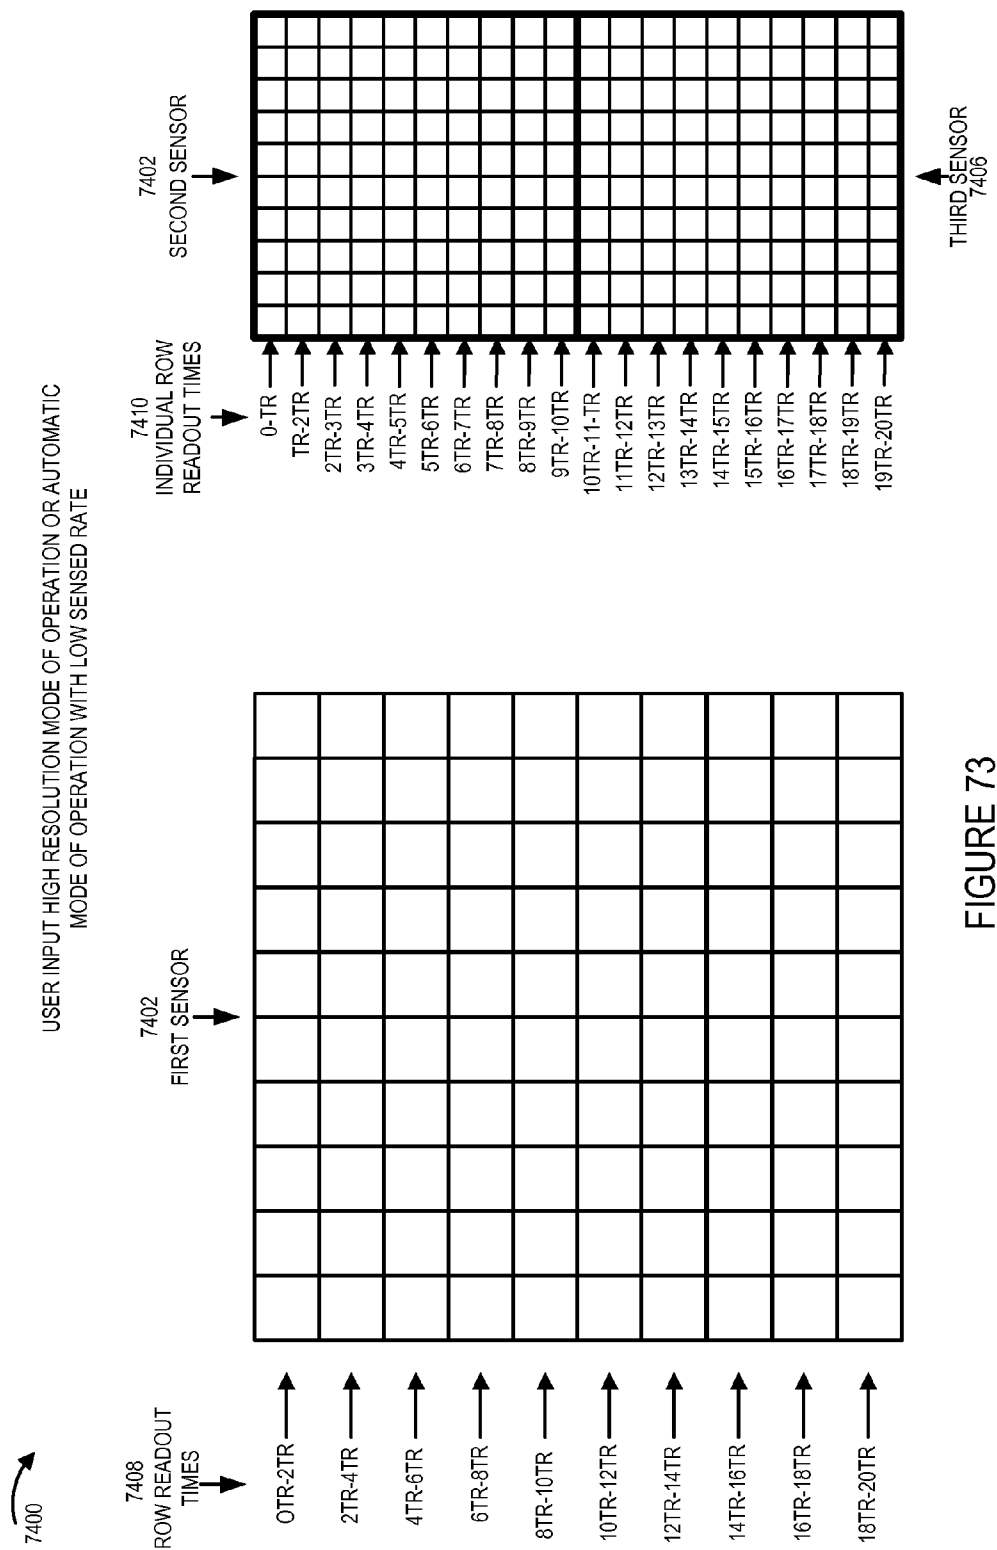 7400
USER INPUT HIGH RESOLUTION MODE OF OPERATION OR AUTOMATIC
MODE OF OPERATION WITH LOW SENSED RATE
7408
ROW READOUT
TIMES
7402
FIRST SENSOR
7410
INDIVIDUAL ROW
READOUT TIMES
7402
SECOND SENSOR
OTR-2TR
2TR-4TR
4TR-6TR
6TR-8TR
8TR-10TR
10TR-12TR
12TR-14TR
14TR-16TR
16TR-18TR
18TR-20TR
0-TR
TR-2TR
2TR-3TR
3TR-4TR
4TR-5TR
5TR-6TR
6TR-7TR
7TR-8TR
8TR-9TR
9TR-10TR
10TR-11-TR
11TR-12TR
12TR-13TR
13TR-14TR
14TR-15TR
15TR-16TR
16TR-17TR
17TR-18TR
18TR-19TR
19TR-20TR
THIRD SENSOR
7406
FIGURE 73